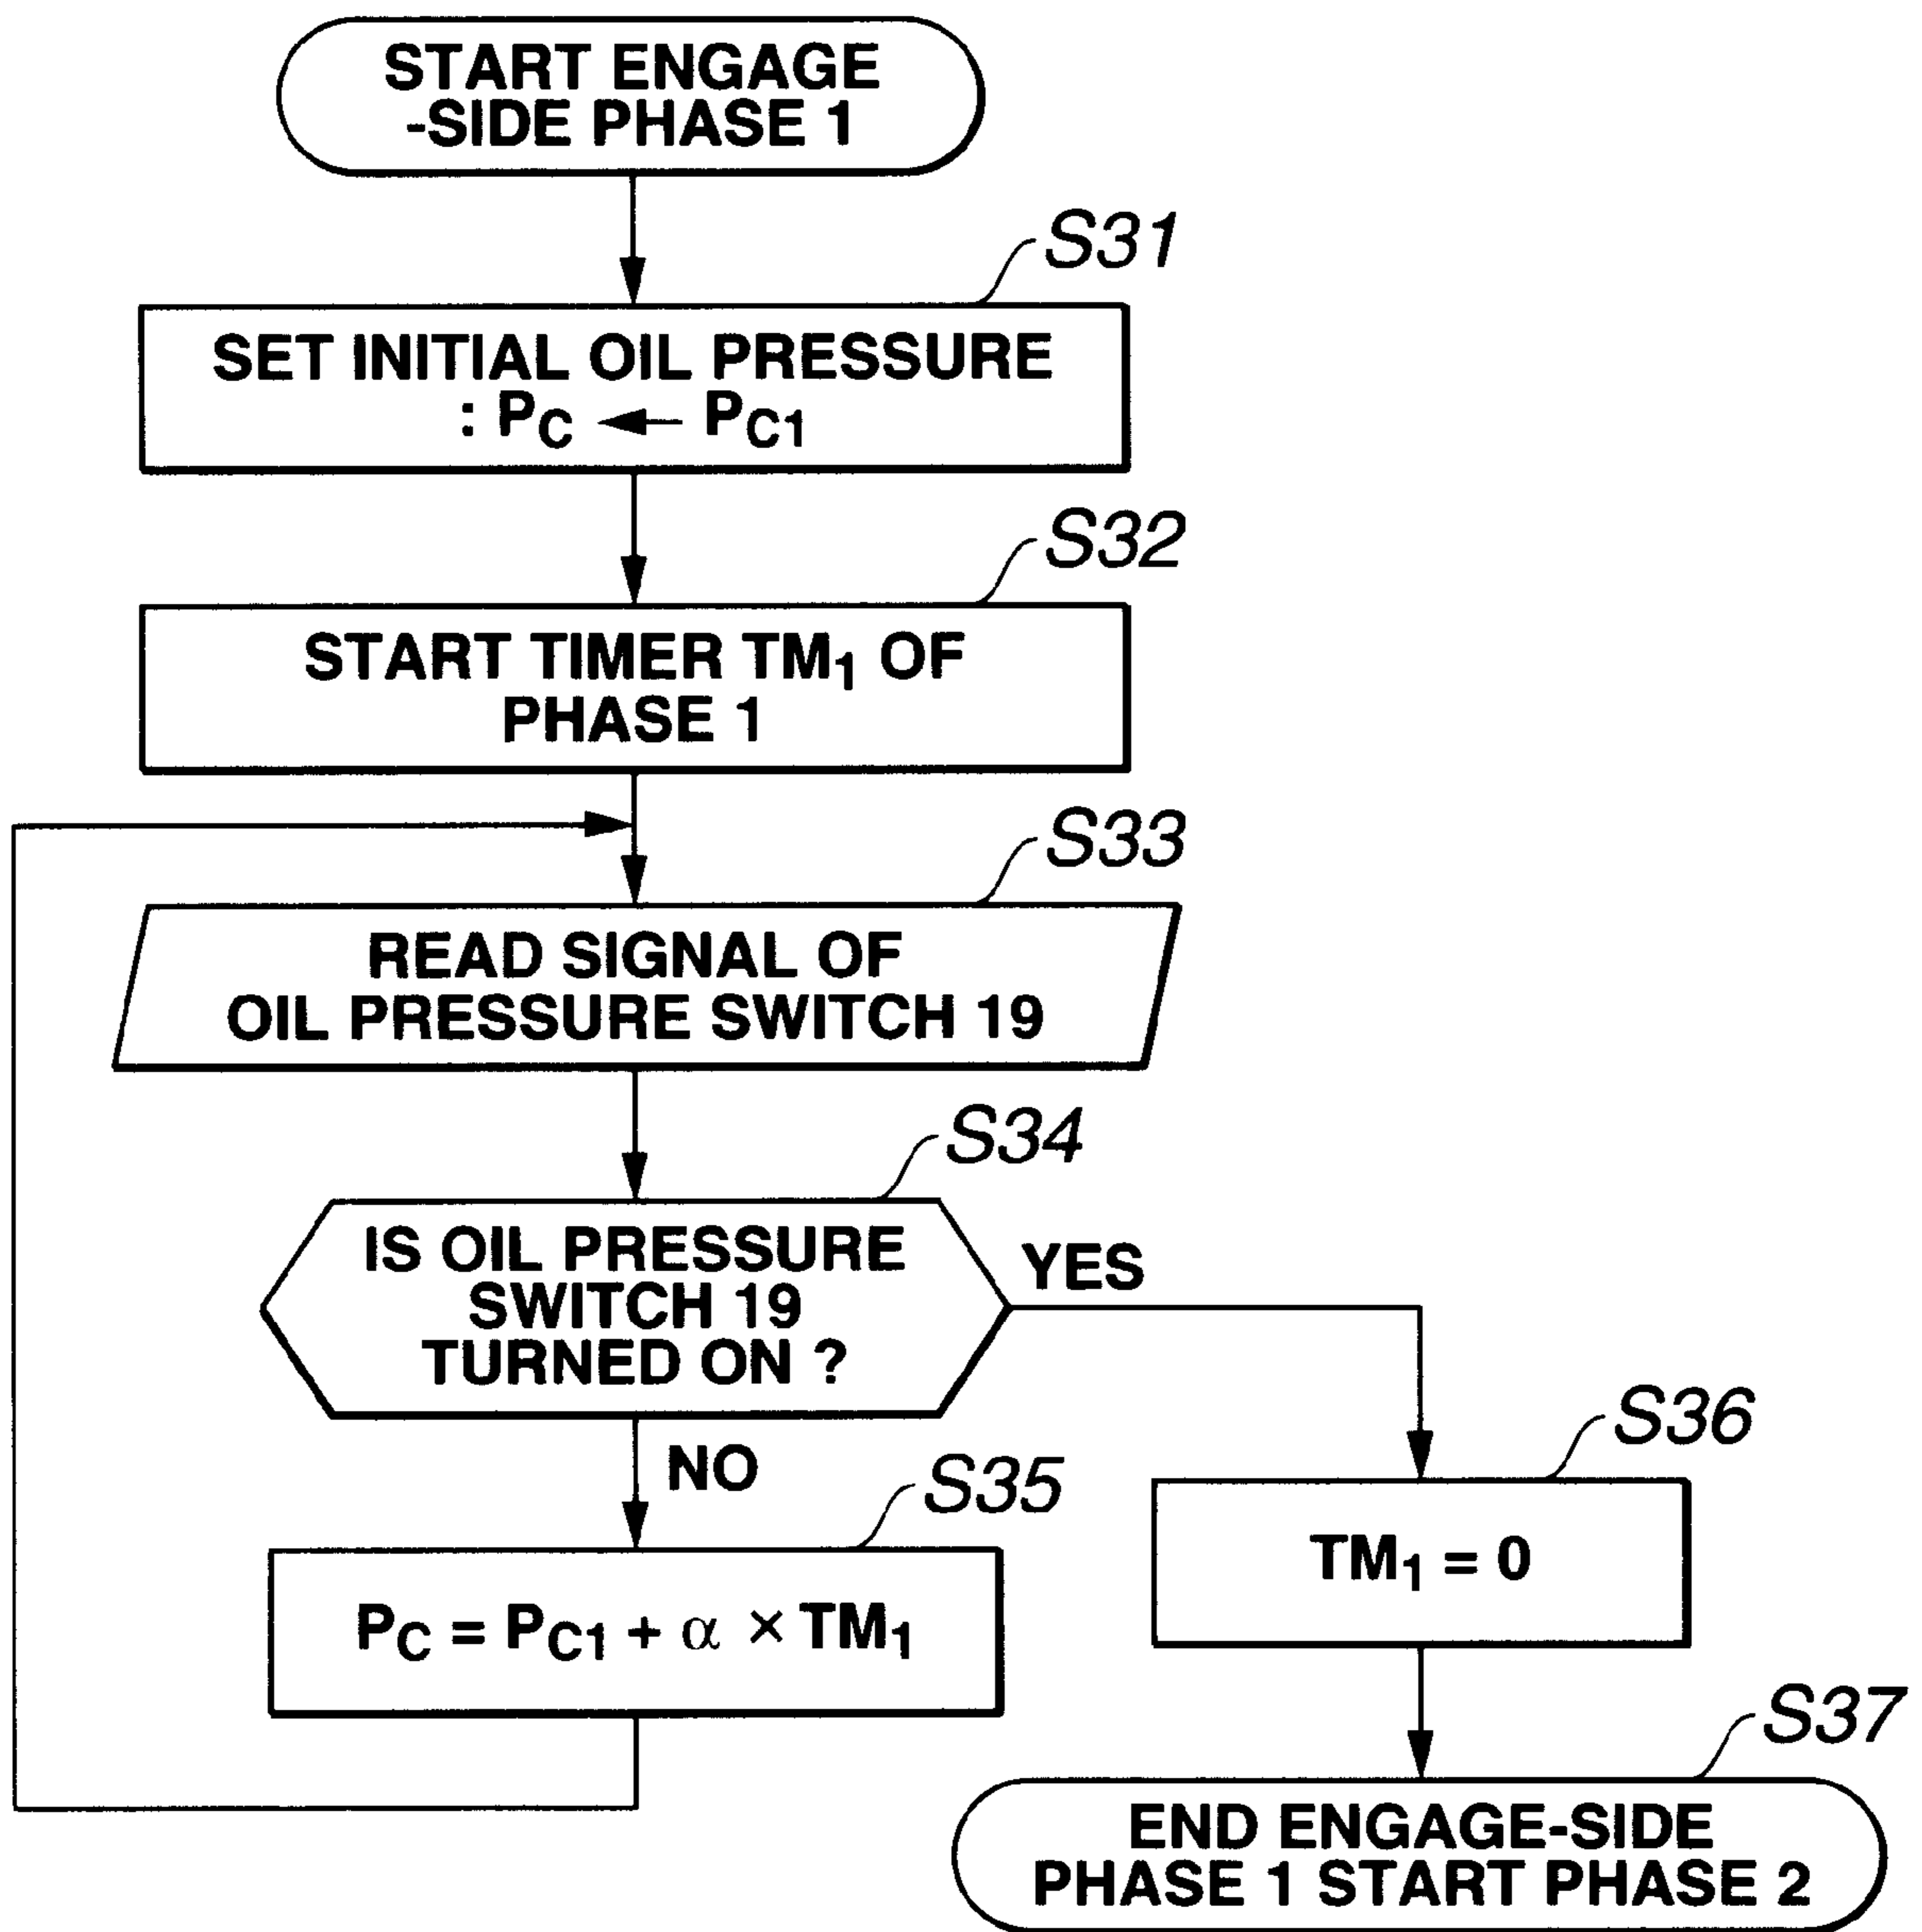 START ENGAGE
-SIDE PHASE 1
S31
SET INITIAL OIL PRESSURE
: PC ← PC1
S32
START TIMER TM1 OF
PHASE 1
S33
READ SIGNAL OF
OIL PRESSURE SWITCH 19
S34
IS OIL PRESSURE
SWITCH 19
TURNED ON ?
YES
NO
S35
PC = PC1 + α × TM1
S36
TM1 = 0
S37
END ENGAGE-SIDE
PHASE 1 START PHASE 2